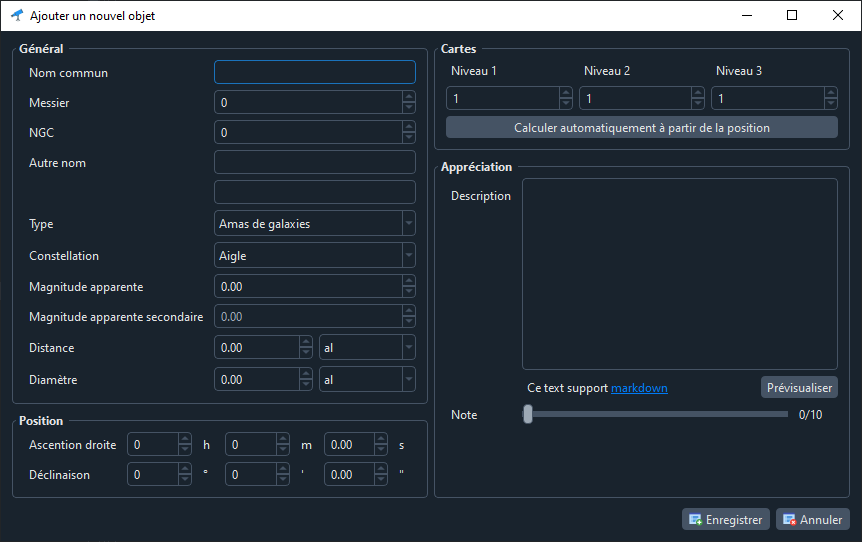 Ajouter un nouvel objet
Général
Nom commun
Messier 0
NGC 0
Autre nom
Type Amas de galaxies
Constellation Aigle
Magnitude apparente 0.00
Magnitude apparente secondaire 0.00
Distance 0.00 al
Diamètre 0.00 al
Position
Ascention droite 0 h 0 m 0.00 s
Déclinaison 0 ° 0 ' 0.00 "
Cartes
Niveau 1 Niveau 2 Niveau 3
1 1 1
Calculer automatiquement à partir de la position
Appréciation
Description
Ce text support markdown Prévisualiser
Note 0/10
Enregistrer Annuler